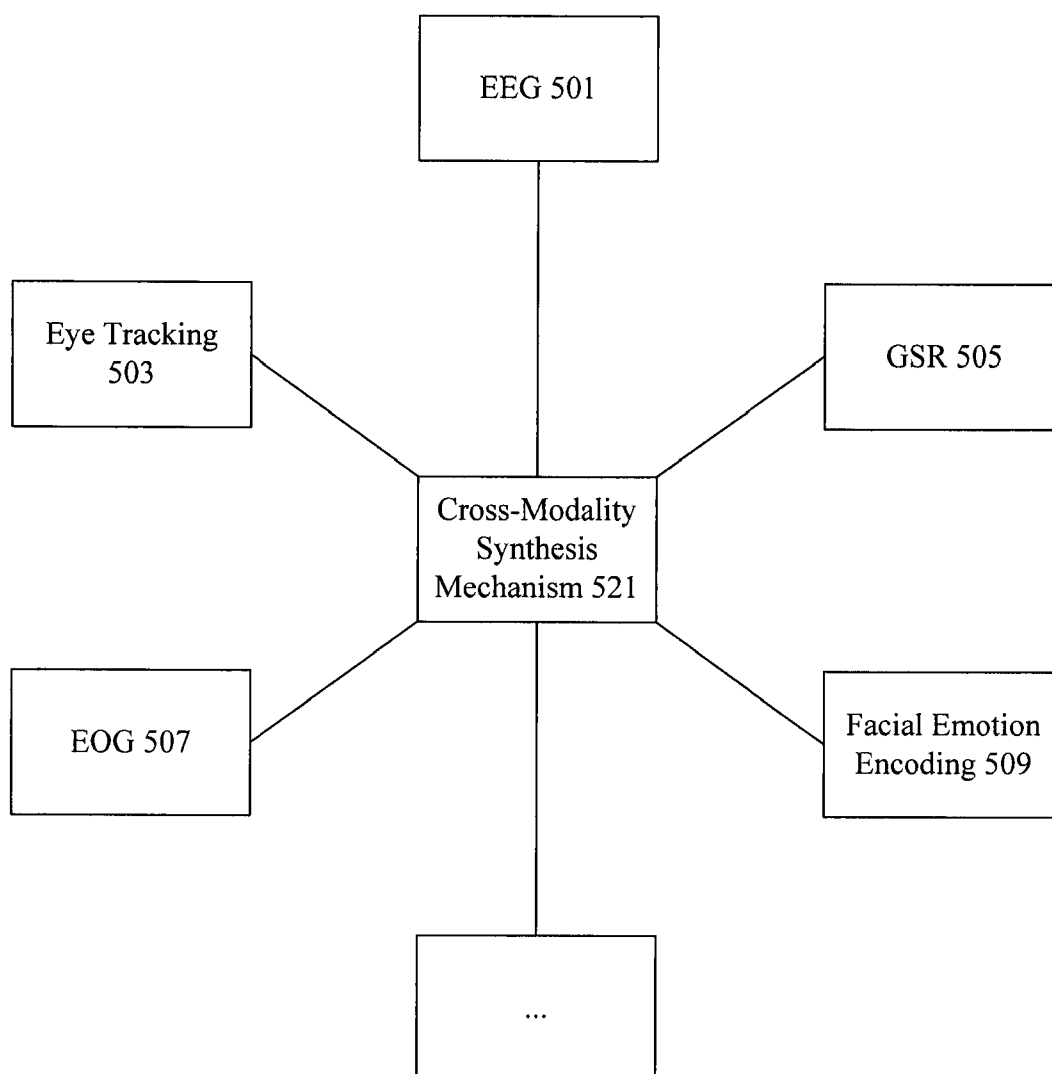 EEG 501
Eye Tracking
503
GSR 505
Cross-Modality
Synthesis
Mechanism 521
EOG 507
Facial Emotion
Encoding 509
...